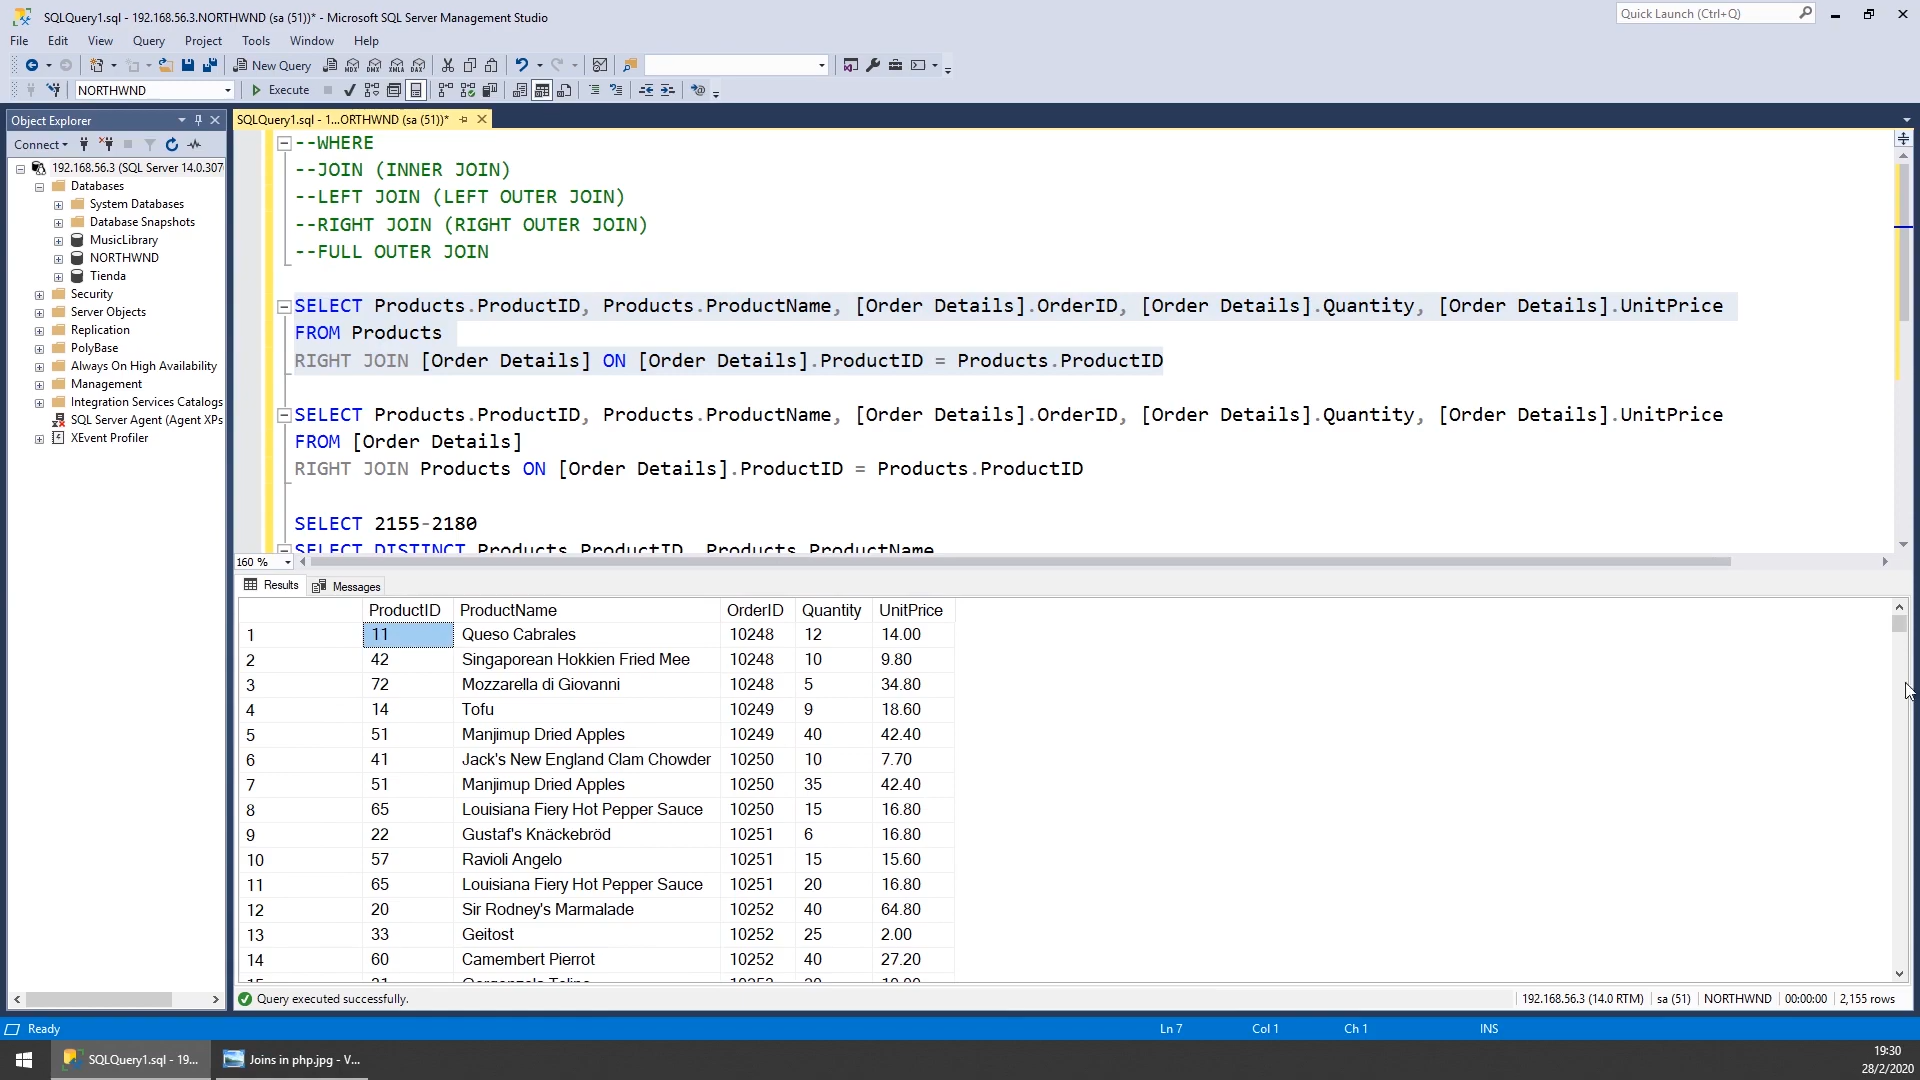 SQLQuery1.sql - 192.168.56.3.NORTHWND (sa (51))* - Microsoft SQL Server Management Studio
Quick Launch (Ctrl+Q)
File Edit View Query Project Tools Window Help
New Query
NORTHWND
Execute
Object Explorer
Connect
192.168.56.3 (SQL Server 14.0.307
Databases
System Databases
Database Snapshots
MusicLibrary
NORTHWND
Tienda
Security
Server Objects
Replication
PolyBase
Always On High Availability
Management
Integration Services Catalogs
SQL Server Agent (Agent XPs
XEvent Profiler
SQLQuery1.sql - 1...ORTHWND (sa (51))*
--WHERE
--JOIN (INNER JOIN)
--LEFT JOIN (LEFT OUTER JOIN)
--RIGHT JOIN (RIGHT OUTER JOIN)
--FULL OUTER JOIN
SELECT Products.ProductID, Products.ProductName, [Order Details].OrderID, [Order Details].Quantity, [Order Details].UnitPrice
FROM Products
RIGHT JOIN [Order Details] ON [Order Details].ProductID = Products.ProductID
SELECT Products.ProductID, Products.ProductName, [Order Details].OrderID, [Order Details].Quantity, [Order Details].UnitPrice
FROM [Order Details]
RIGHT JOIN Products ON [Order Details].ProductID = Products.ProductID
SELECT 2155-2180
SELECT DISTINCT Products.ProductID, Products.ProductName
160 %
Results Messages
ProductID ProductName OrderID Quantity UnitPrice
1 11 Queso Cabrales 10248 12 14.00
2 42 Singaporean Hokkien Fried Mee 10248 10 9.80
3 72 Mozzarella di Giovanni 10248 5 34.80
4 14 Tofu 10249 9 18.60
5 51 Manjimup Dried Apples 10249 40 42.40
6 41 Jack's New England Clam Chowder 10250 10 7.70
7 51 Manjimup Dried Apples 10250 35 42.40
8 65 Louisiana Fiery Hot Pepper Sauce 10250 15 16.80
9 22 Gustaf's Knäckebröd 10251 6 16.80
10 57 Ravioli Angelo 10251 15 15.60
11 65 Louisiana Fiery Hot Pepper Sauce 10251 20 16.80
12 20 Sir Rodney's Marmalade 10252 40 64.80
13 33 Geitost 10252 25 2.00
14 60 Camembert Pierrot 10252 40 27.20
Query executed successfully.
192.168.56.3 (14.0 RTM) sa (51) NORTHWND 00:00:00 2,155 rows
Ready Ln 7 Col 1 Ch 1 INS
SQLQuery1.sql - 19... Joins in php.jpg - V...
19:30
28/2/2020